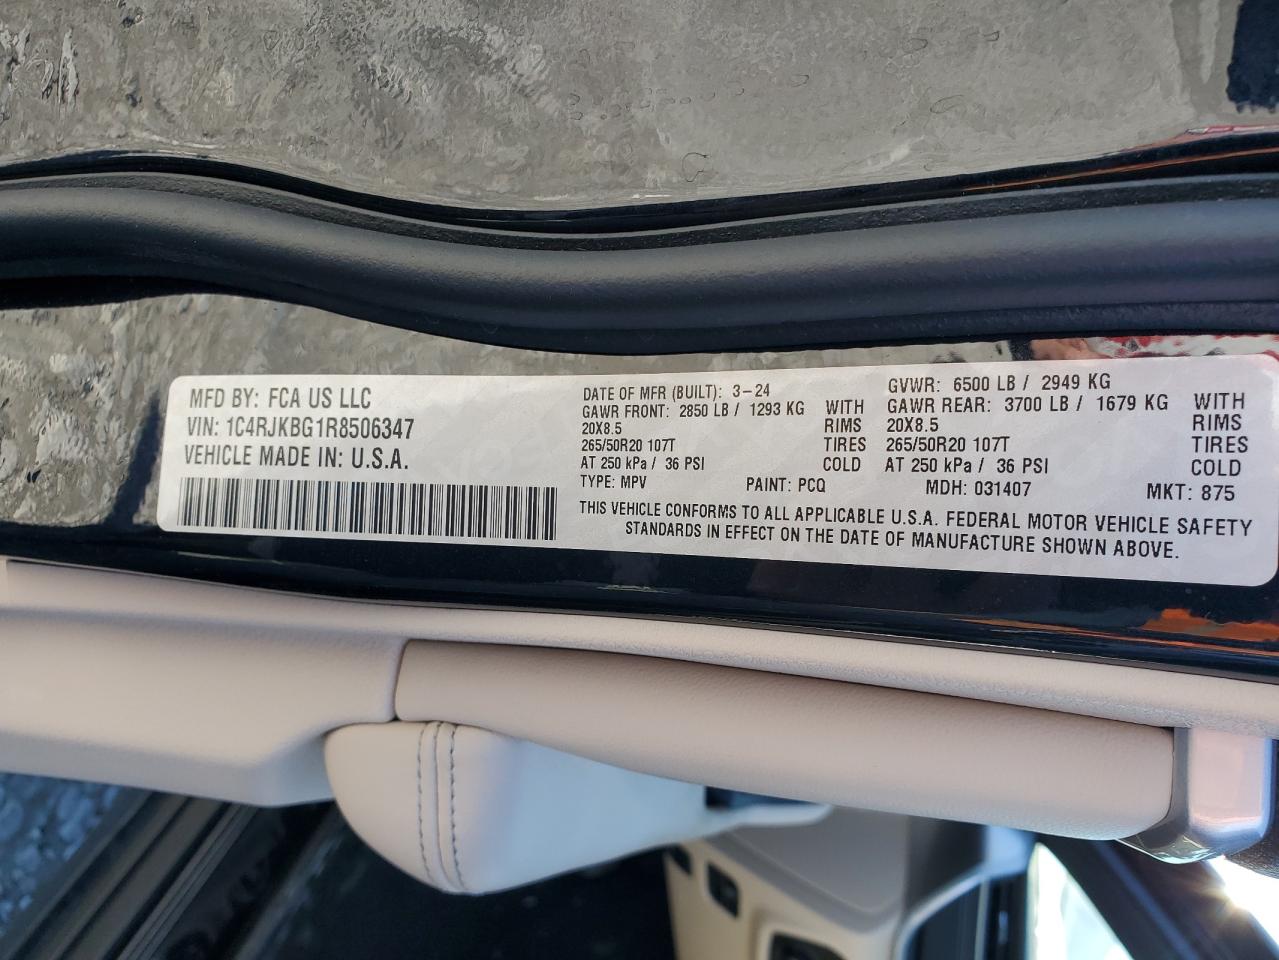 MFD BY: FCA US LLC
VIN: 1C4RJKBG1R8506347
VEHICLE MADE IN: U.S.A.
DATE OF MFR (BUILT): 3-24
GAWR FRONT: 2850 LB / 1293 KG WITH
20X8.5 RIMS
265/50R20 107T TIRES
AT 250 kPa / 36 PSI COLD
GVWR: 6500 LB / 2949 KG
GAWR REAR: 3700 LB / 1679 KG WITH
20X8.5 RIMS
265/50R20 107T TIRES
AT 250 kPa / 36 PSI COLD
TYPE: MPV PAINT: PCQ MDH: 031407 MKT: 875
THIS VEHICLE CONFORMS TO ALL APPLICABLE U.S.A. FEDERAL MOTOR VEHICLE SAFETY
STANDARDS IN EFFECT ON THE DATE OF MANUFACTURE SHOWN ABOVE.